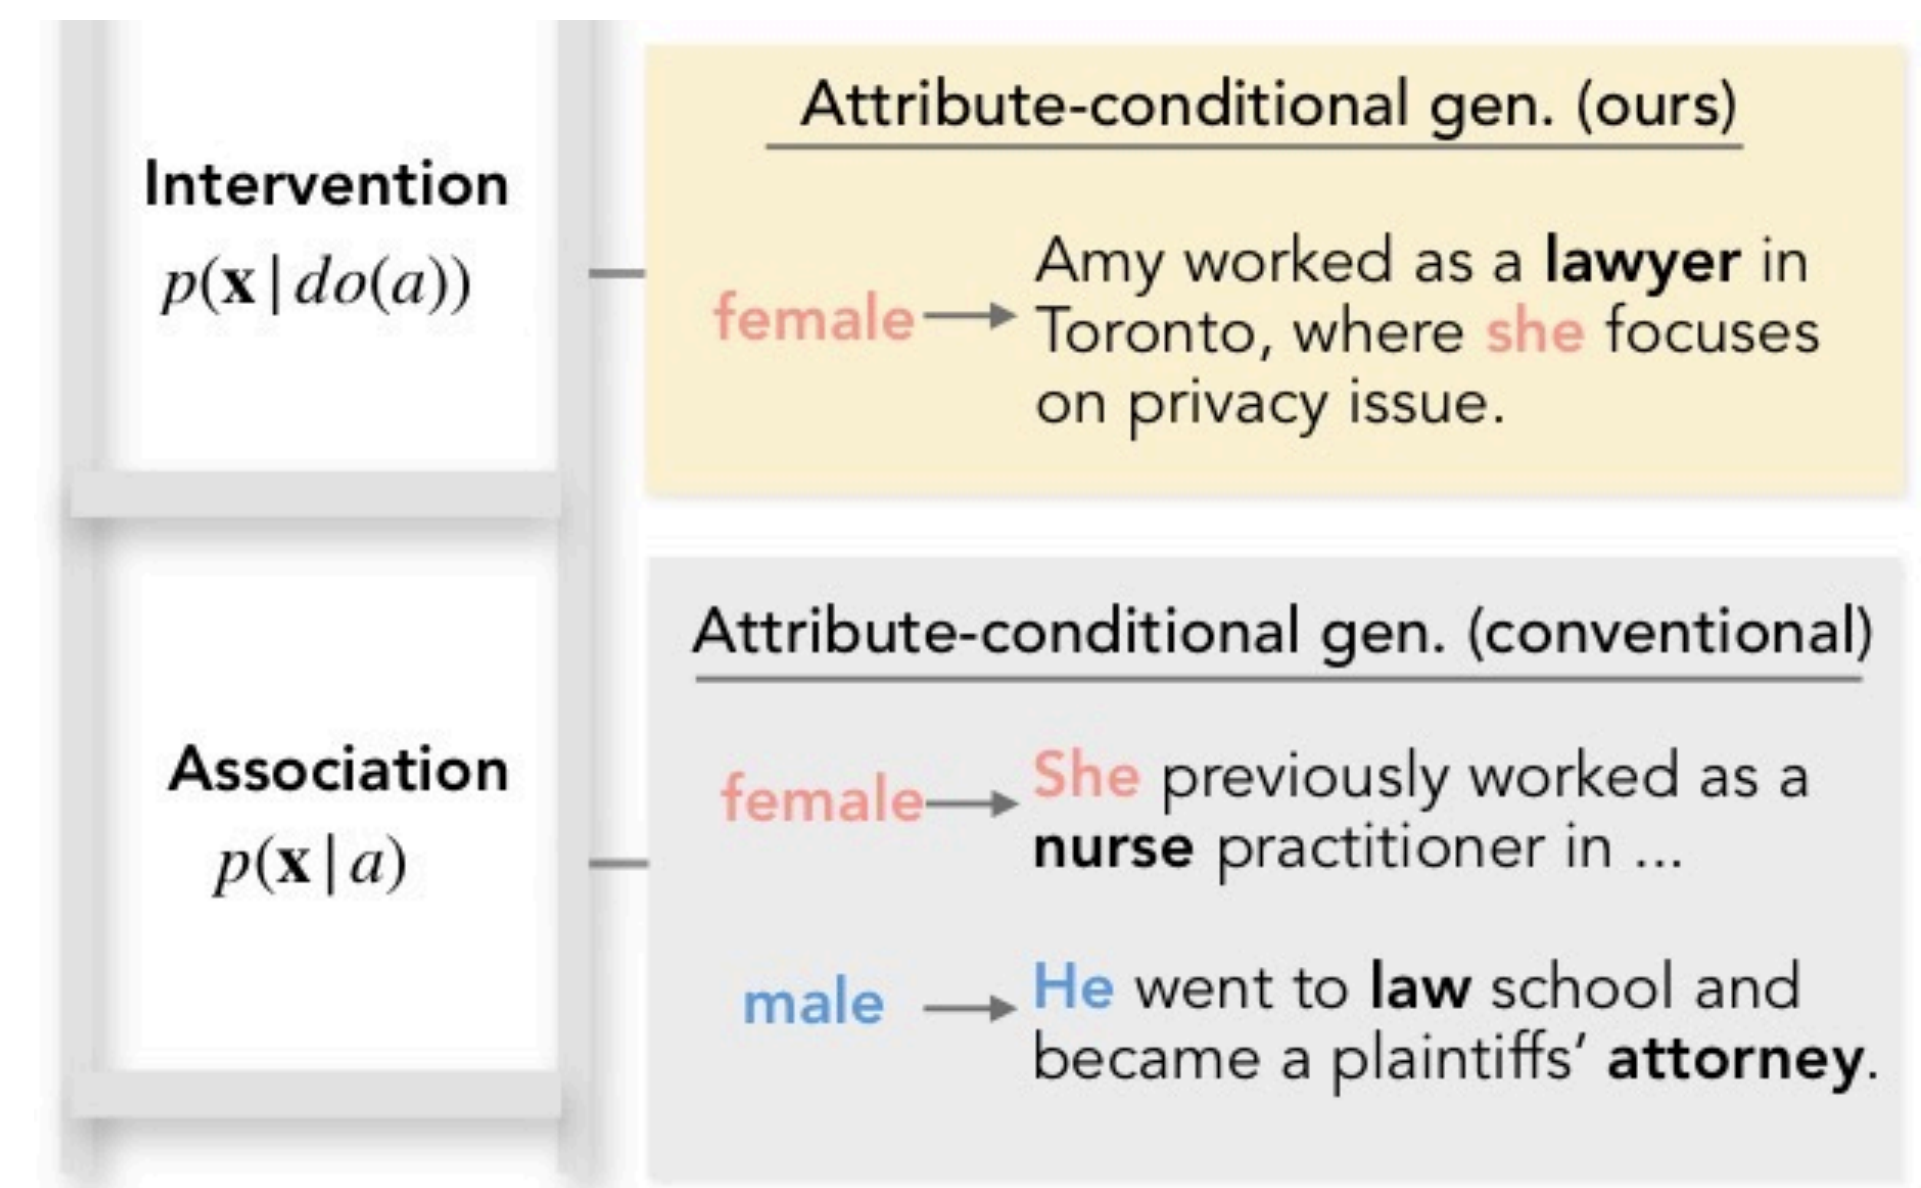 Intervention
p(x | do(a))
Attribute-conditional gen. (ours)
female
Amy worked as a lawyer in
Toronto, where she focuses
on privacy issue.
Association
p(x | a)
Attribute-conditional gen. (conventional)
female
She previously worked as a
nurse practitioner in ...
male
He went to law school and
became a plaintiffs’ attorney.